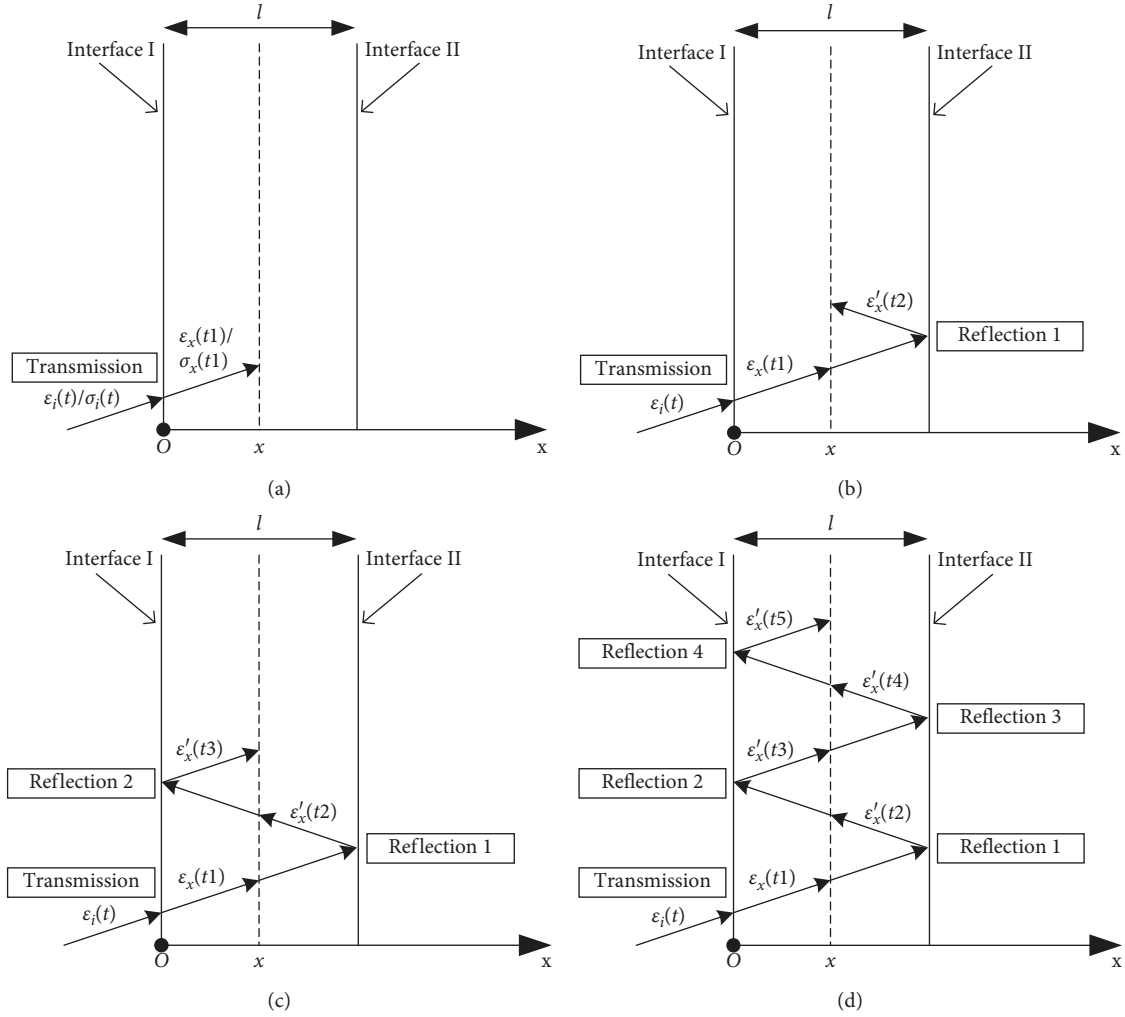 l
Interface I
Interface II
εₓ(t1)/
σₓ(t1)
Transmission
εᵢ(t)/σᵢ(t)
O
x
x
(a)
l
Interface I
Interface II
ε′ₓ(t2)
Reflection 1
εₓ(t1)
Transmission
εᵢ(t)
O
x
x
(b)
l
Interface I
Interface II
ε′ₓ(t3)
Reflection 2
ε′ₓ(t2)
Reflection 1
εₓ(t1)
Transmission
εᵢ(t)
O
x
x
(c)
l
Interface I
Interface II
ε′ₓ(t5)
Reflection 4
ε′ₓ(t4)
Reflection 3
ε′ₓ(t3)
Reflection 2
ε′ₓ(t2)
Reflection 1
εₓ(t1)
Transmission
εᵢ(t)
O
x
x
(d)